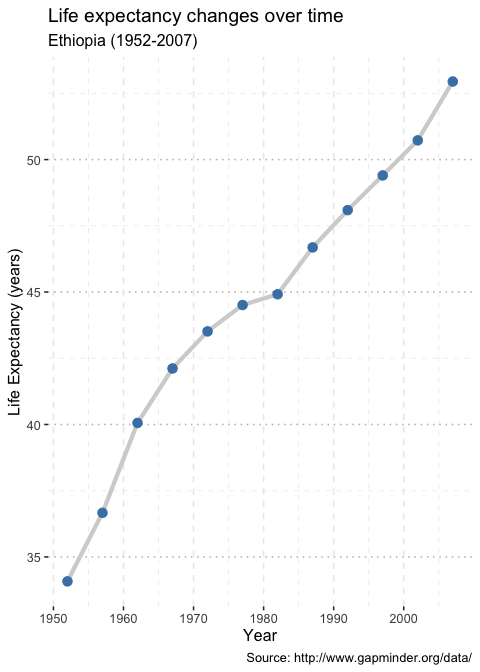 Life expectancy changes over time
Ethiopia (1952-2007)
Life Expectancy (years)
50
45
40
35
1950 1960 1970 1980 1990 2000
Year
Source: http://www.gapminder.org/data/